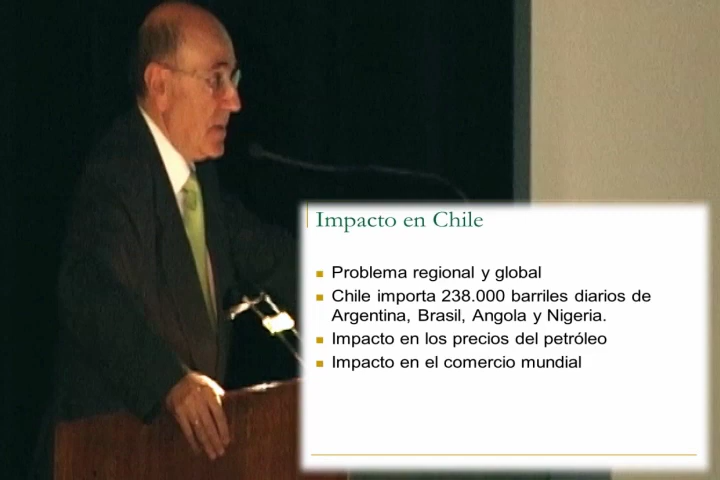 Impacto en Chile
Problema regional y global
Chile importa 238.000 barriles diarios de
Argentina, Brasil, Angola y Nigeria.
Impacto en los precios del petróleo
Impacto en el comercio mundial